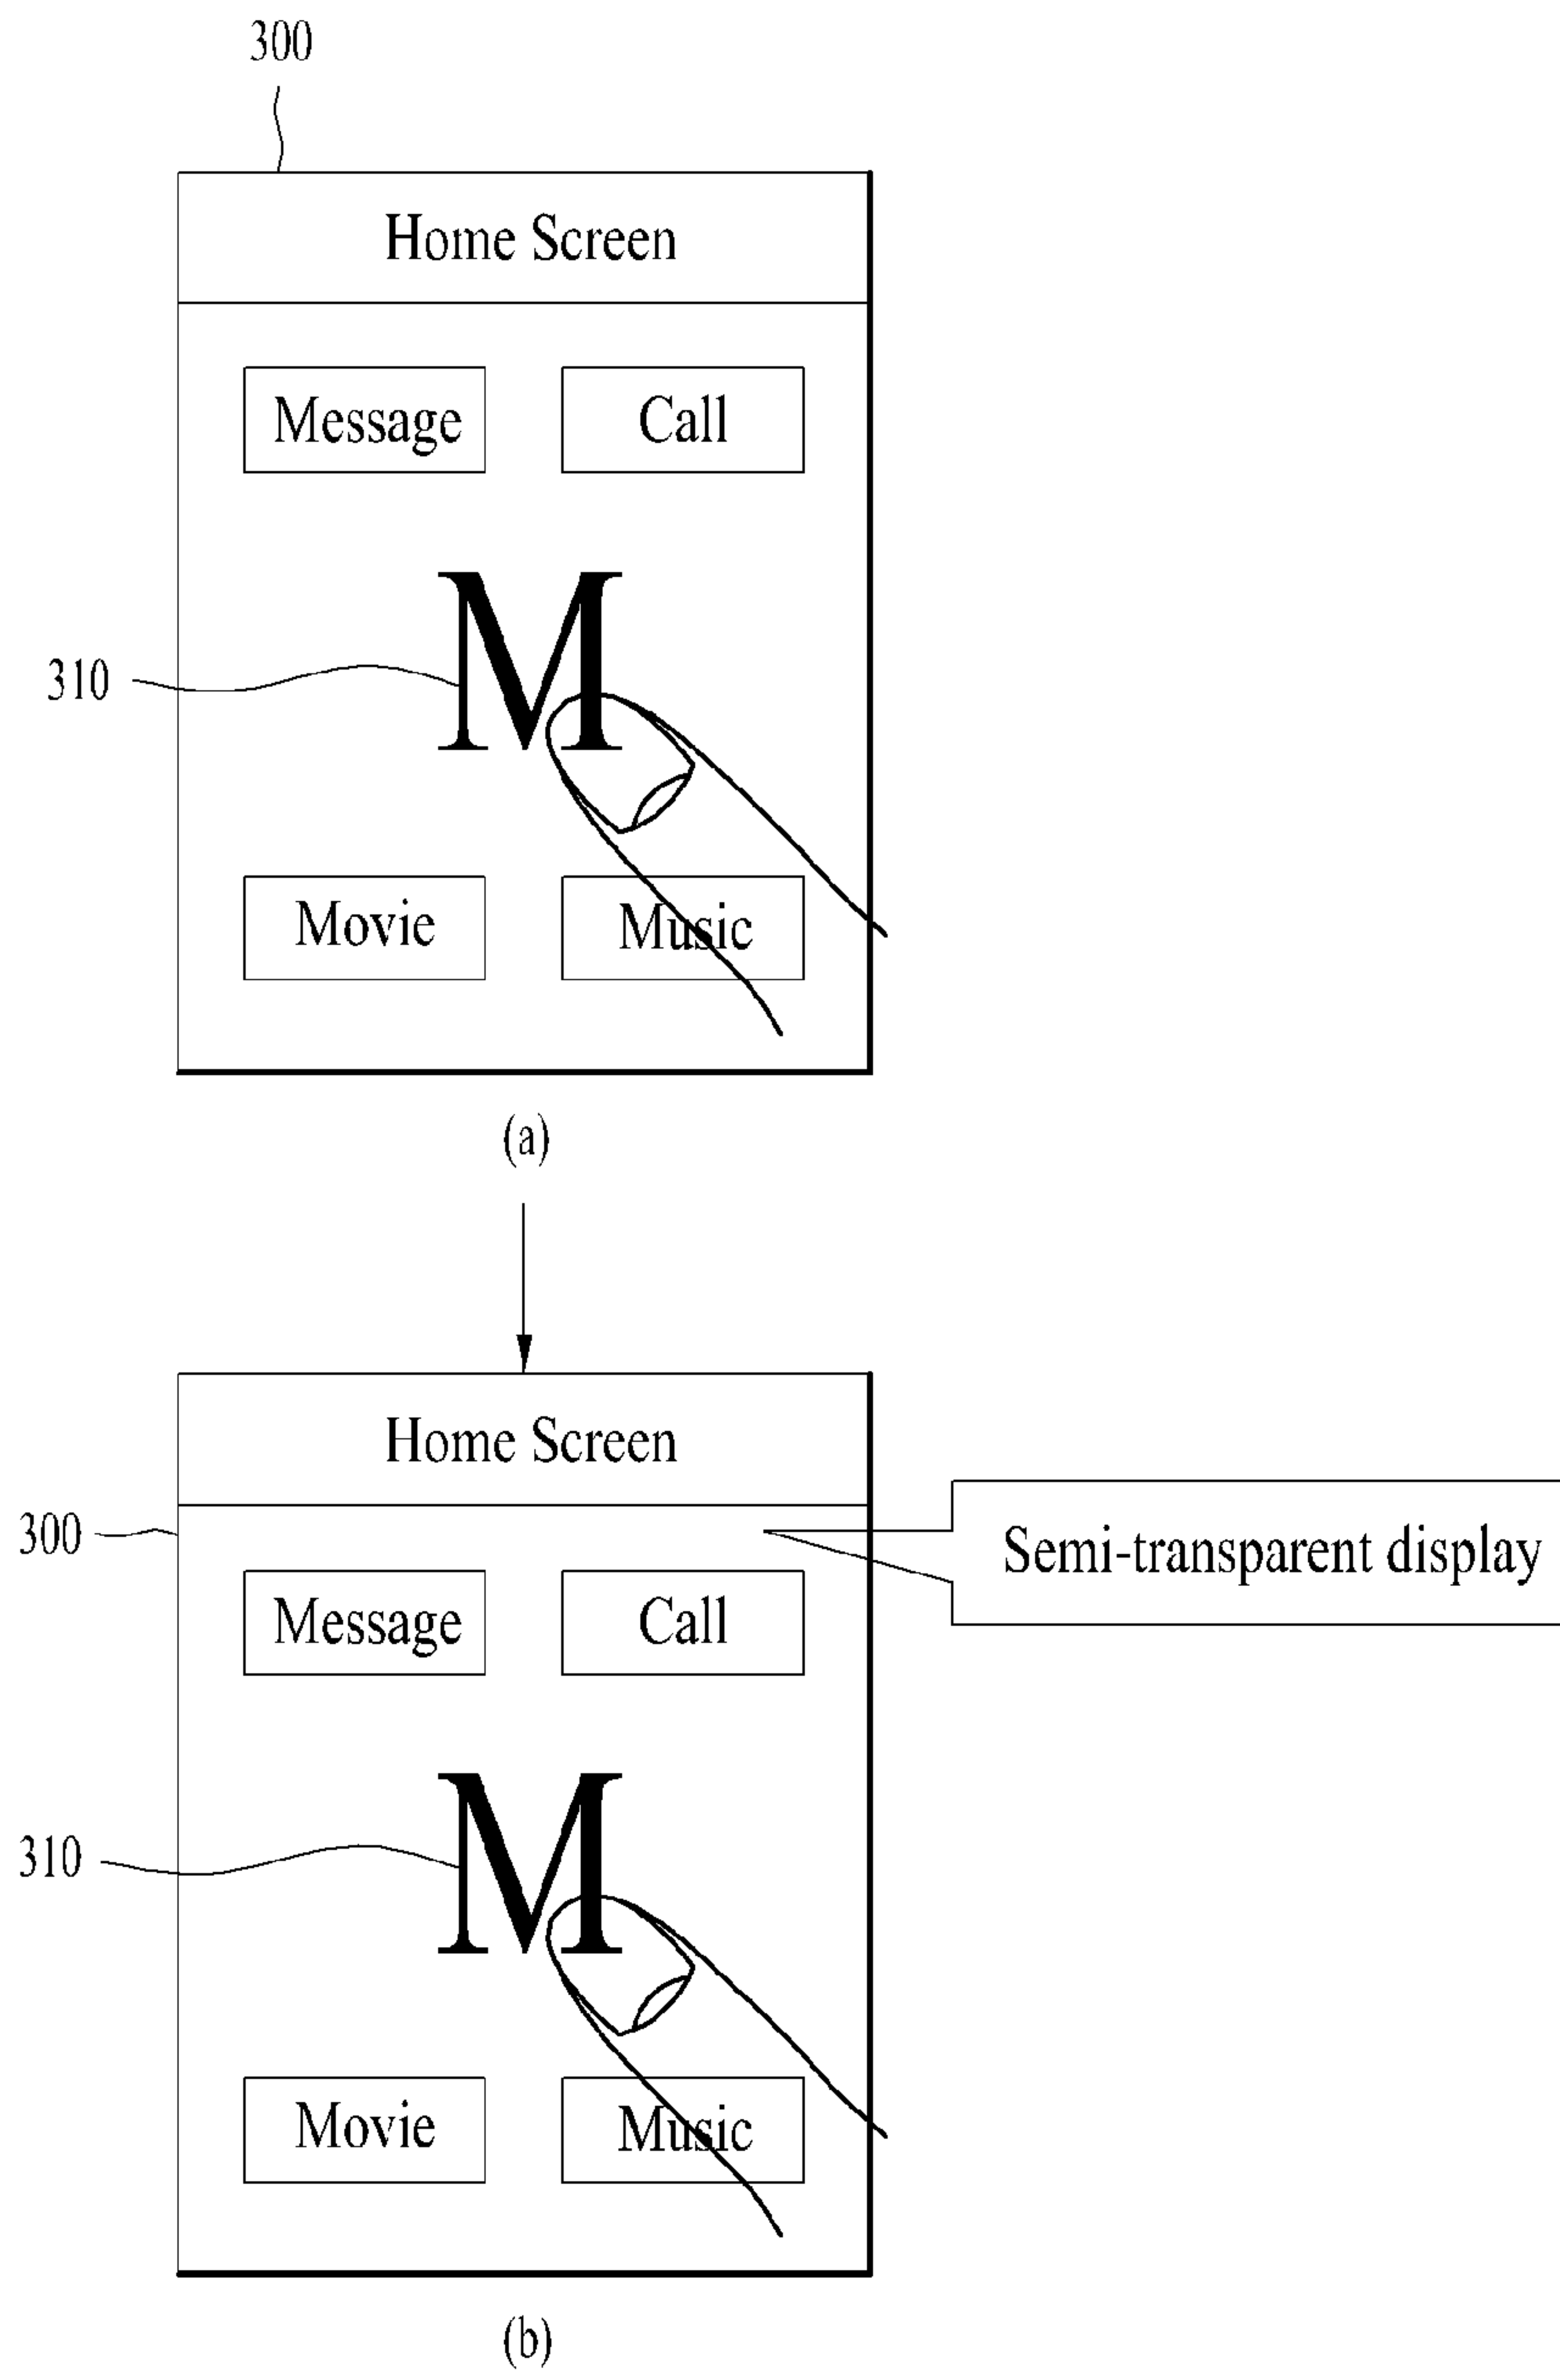 300
Home Screen
Message Call
M
310
Movie Music
(a)
Home Screen
300
Semi-transparent display
Message Call
M
310
Movie Music
(b)